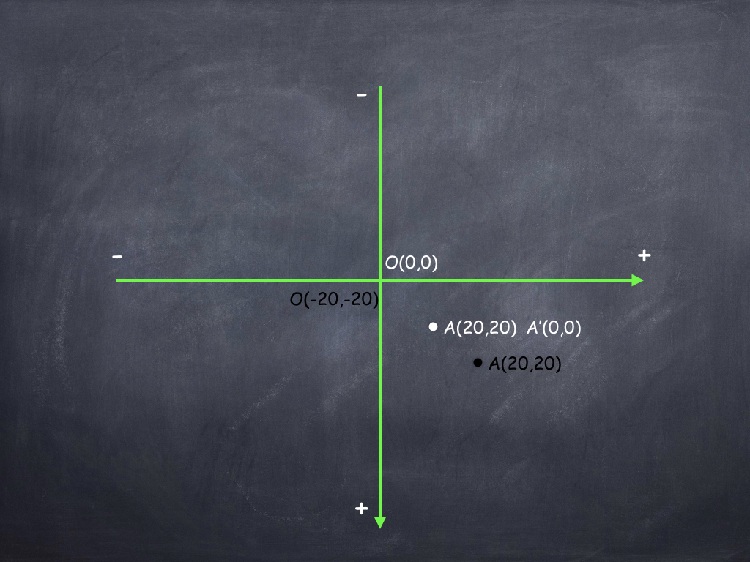 -
-
+
O(0,0)
O(-20,-20)
A(20,20) A'(0,0)
A(20,20)
+